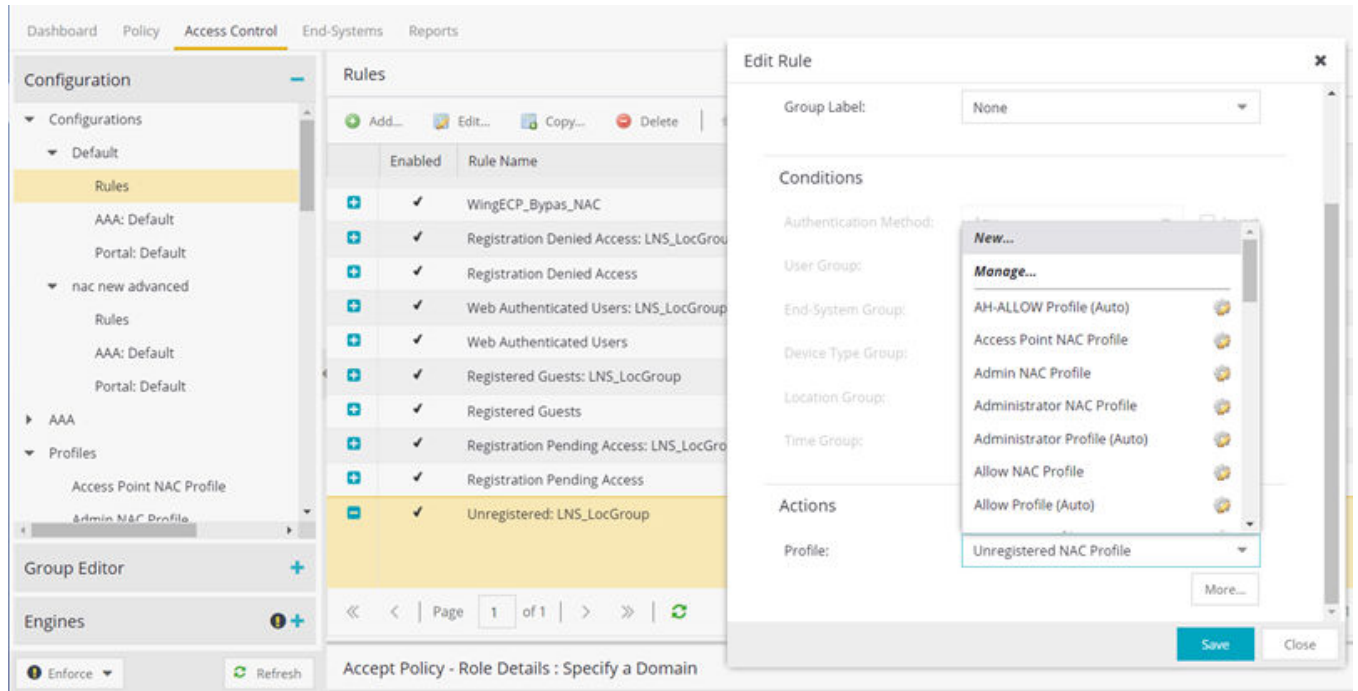 Dashboard Policy Access Control End-Systems Reports
Configuration
Configurations
Default
Rules
AAA: Default
Portal: Default
nac new advanced
Rules
AAA: Default
Portal: Default
AAA
Profiles
Access Point NAC Profile
Admin NAC Profile
Group Editor
Engines
Enforce Refresh
Rules
Add... Edit... Copy... Delete
Enabled Rule Name
WingECP_Bypas_NAC
Registration Denied Access: LNS_LocGrou
Registration Denied Access
Web Authenticated Users: LNS_LocGroup
Web Authenticated Users
Registered Guests: LNS_LocGroup
Registered Guests
Registration Pending Access: LNS_LocGro
Registration Pending Access
Unregistered: LNS_LocGroup
Page 1 of 1
Accept Policy - Role Details : Specify a Domain
Edit Rule
Group Label: None
Conditions
Authentication Method:
User Group:
End-System Group:
Device Type Group:
Location Group:
Time Group:
New...
Manage...
AH-ALLOW Profile (Auto)
Access Point NAC Profile
Admin NAC Profile
Administrator NAC Profile
Administrator Profile (Auto)
Allow NAC Profile
Allow Profile (Auto)
Actions
Profile: Unregistered NAC Profile
More...
Save Close